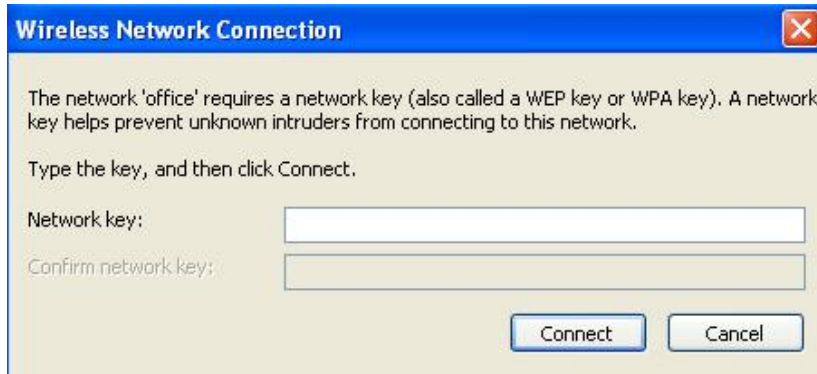 Wireless Network Connection
The network 'office' requires a network key (also called a WEP key or WPA key). A network
key helps prevent unknown intruders from connecting to this network.
Type the key, and then click Connect.
Network key:
Confirm network key:
Connect Cancel